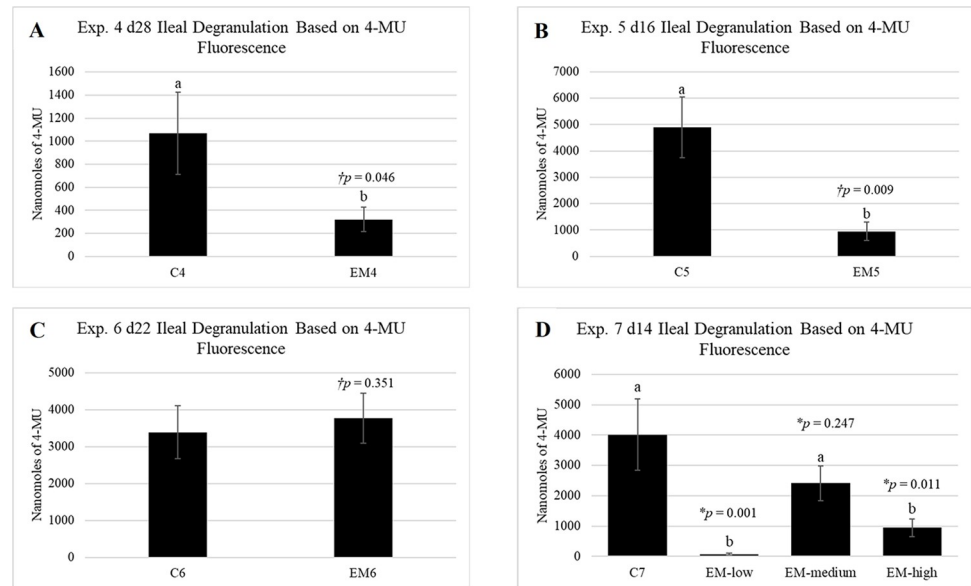 A
Exp. 4 d28 Ileal Degranulation Based on 4-MU
Fluorescence
Nanomoles of 4-MU
1600
1400
1200
1000
800
600
400
200
0
a
†p = 0.046
b
C4
EM4
B
Exp. 5 d16 Ileal Degranulation Based on 4-MU
Fluorescence
Nanomoles of 4-MU
7000
6000
5000
4000
3000
2000
1000
0
a
†p = 0.009
b
C5
EM5
C
Exp. 6 d22 Ileal Degranulation Based on 4-MU
Fluorescence
Nanomoles of 4-MU
5000
4000
3000
2000
1000
0
†p = 0.351
C6
EM6
D
Exp. 7 d14 Ileal Degranulation Based on 4-MU
Fluorescence
Nanomoles of 4-MU
6000
5000
4000
3000
2000
1000
0
a
*p = 0.001
b
*p = 0.247
a
*p = 0.011
b
C7
EM-low
EM-medium
EM-high